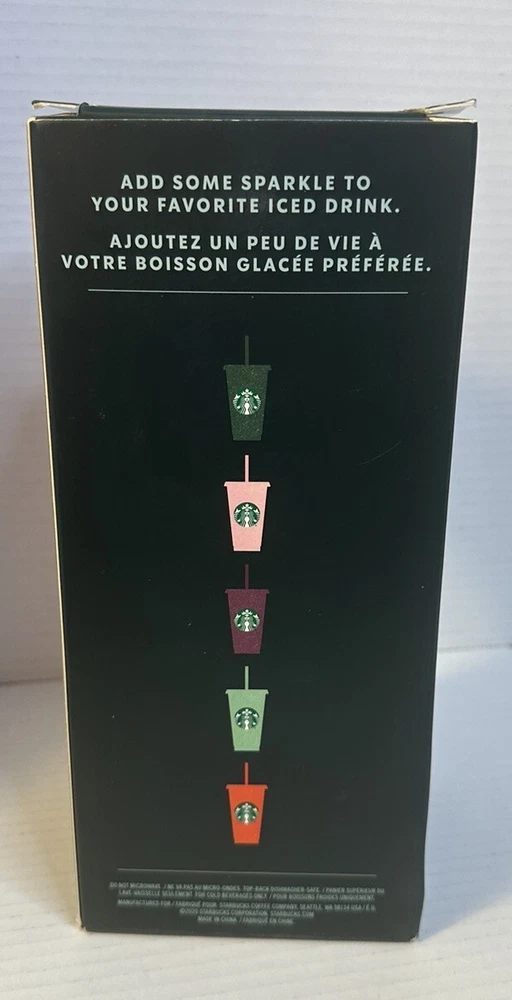 ADD SOME SPARKLE TO
YOUR FAVORITE ICED DRINK.
AJOUTEZ UN PEU DE VIE À
VOTRE BOISSON GLACÉE PRÉFÉRÉE.
DO NOT MICROWAVE. / NE VA PAS AU MICRO-ONDES. TOP-RACK DISHWASHER-SAFE. / PANIER SUPÉRIEUR DU
LAVE-VAISSELLE SEULEMENT. FOR COLD BEVERAGES ONLY. / POUR BOISSONS FROIDES UNIQUEMENT.
MANUFACTURED FOR / FABRIQUÉ POUR: STARBUCKS COFFEE COMPANY, SEATTLE, WA 98134 USA / É.U.
©2020 STARBUCKS CORPORATION. STARBUCKS.COM
MADE IN CHINA. / FABRIQUÉ EN CHINE.